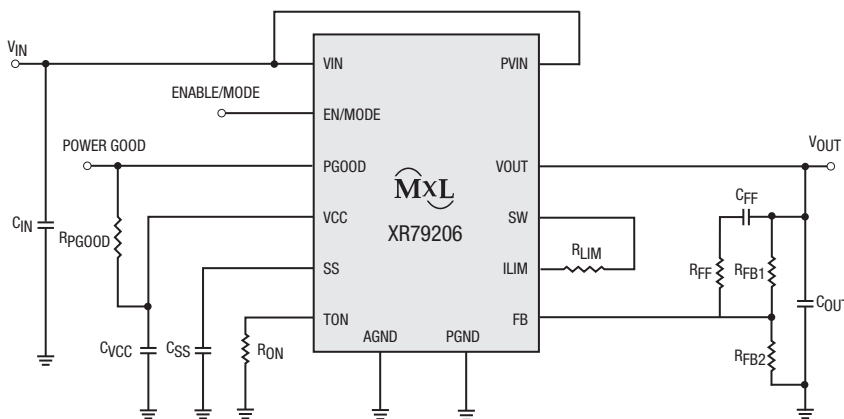 VIN
ENABLE/MODE
POWER GOOD
CIN
RPGOOD
CVCC
CSS
RON
VIN
EN/MODE
PGOOD
VCC
SS
TON
AGND
PGND
MXL
XR79206
PVIN
VOUT
SW
ILIM
FB
RLIM
VOUT
CFF
RFF
RFB1
COUT
RFB2